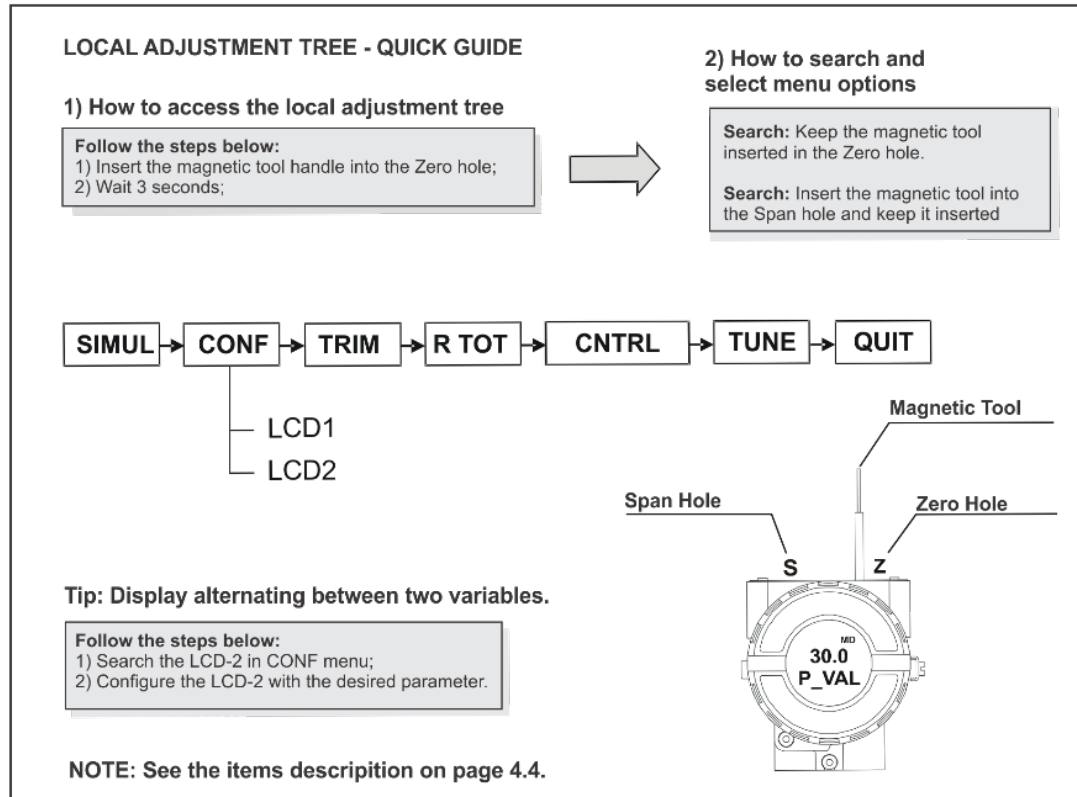 LOCAL ADJUSTMENT TREE - QUICK GUIDE
1) How to access the local adjustment tree
Follow the steps below:
1) Insert the magnetic tool handle into the Zero hole;
2) Wait 3 seconds;
2) How to search and
select menu options
Search: Keep the magnetic tool
inserted in the Zero hole.
Search: Insert the magnetic tool into
the Span hole and keep it inserted
SIMUL CONF TRIM R TOT CNTRL TUNE QUIT
LCD1
LCD2
Magnetic Tool
Span Hole
Zero Hole
S Z
MD
30.0
P_VAL
Tip: Display alternating between two variables.
Follow the steps below:
1) Search the LCD-2 in CONF menu;
2) Configure the LCD-2 with the desired parameter.
NOTE: See the items descripition on page 4.4.